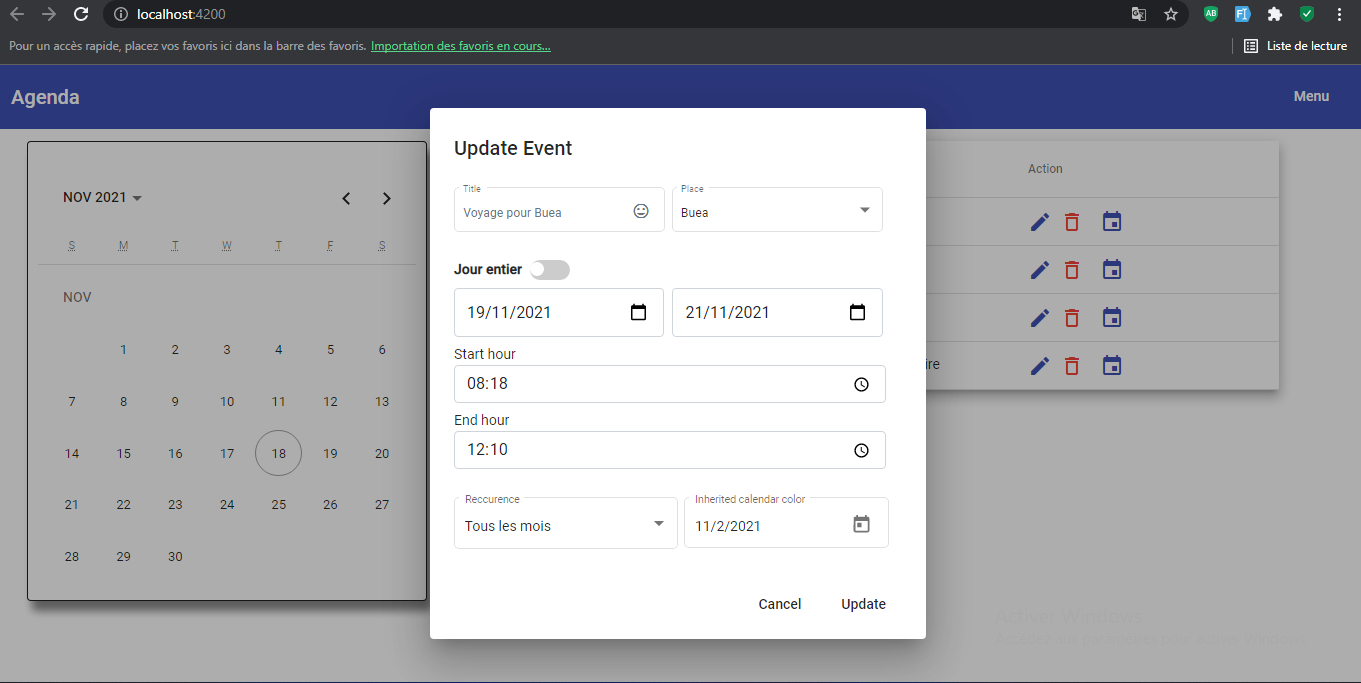 localhost:4200
Pour un accès rapide, placez vos favoris ici dans la barre des favoris. Importation des favoris en cours...
Liste de lecture
Agenda
Menu
NOV 2021
S M T W T F S
NOV
1 2 3 4 5 6
7 8 9 10 11 12 13
14 15 16 17 18 19 20
21 22 23 24 25 26 27
28 29 30
Update Event
Title
Voyage pour Buea
Place
Buea
Jour entier
19/11/2021
21/11/2021
Start hour
08:18
End hour
12:10
Reccurence
Tous les mois
Inherited calendar color
11/2/2021
Cancel
Update
Action
ire